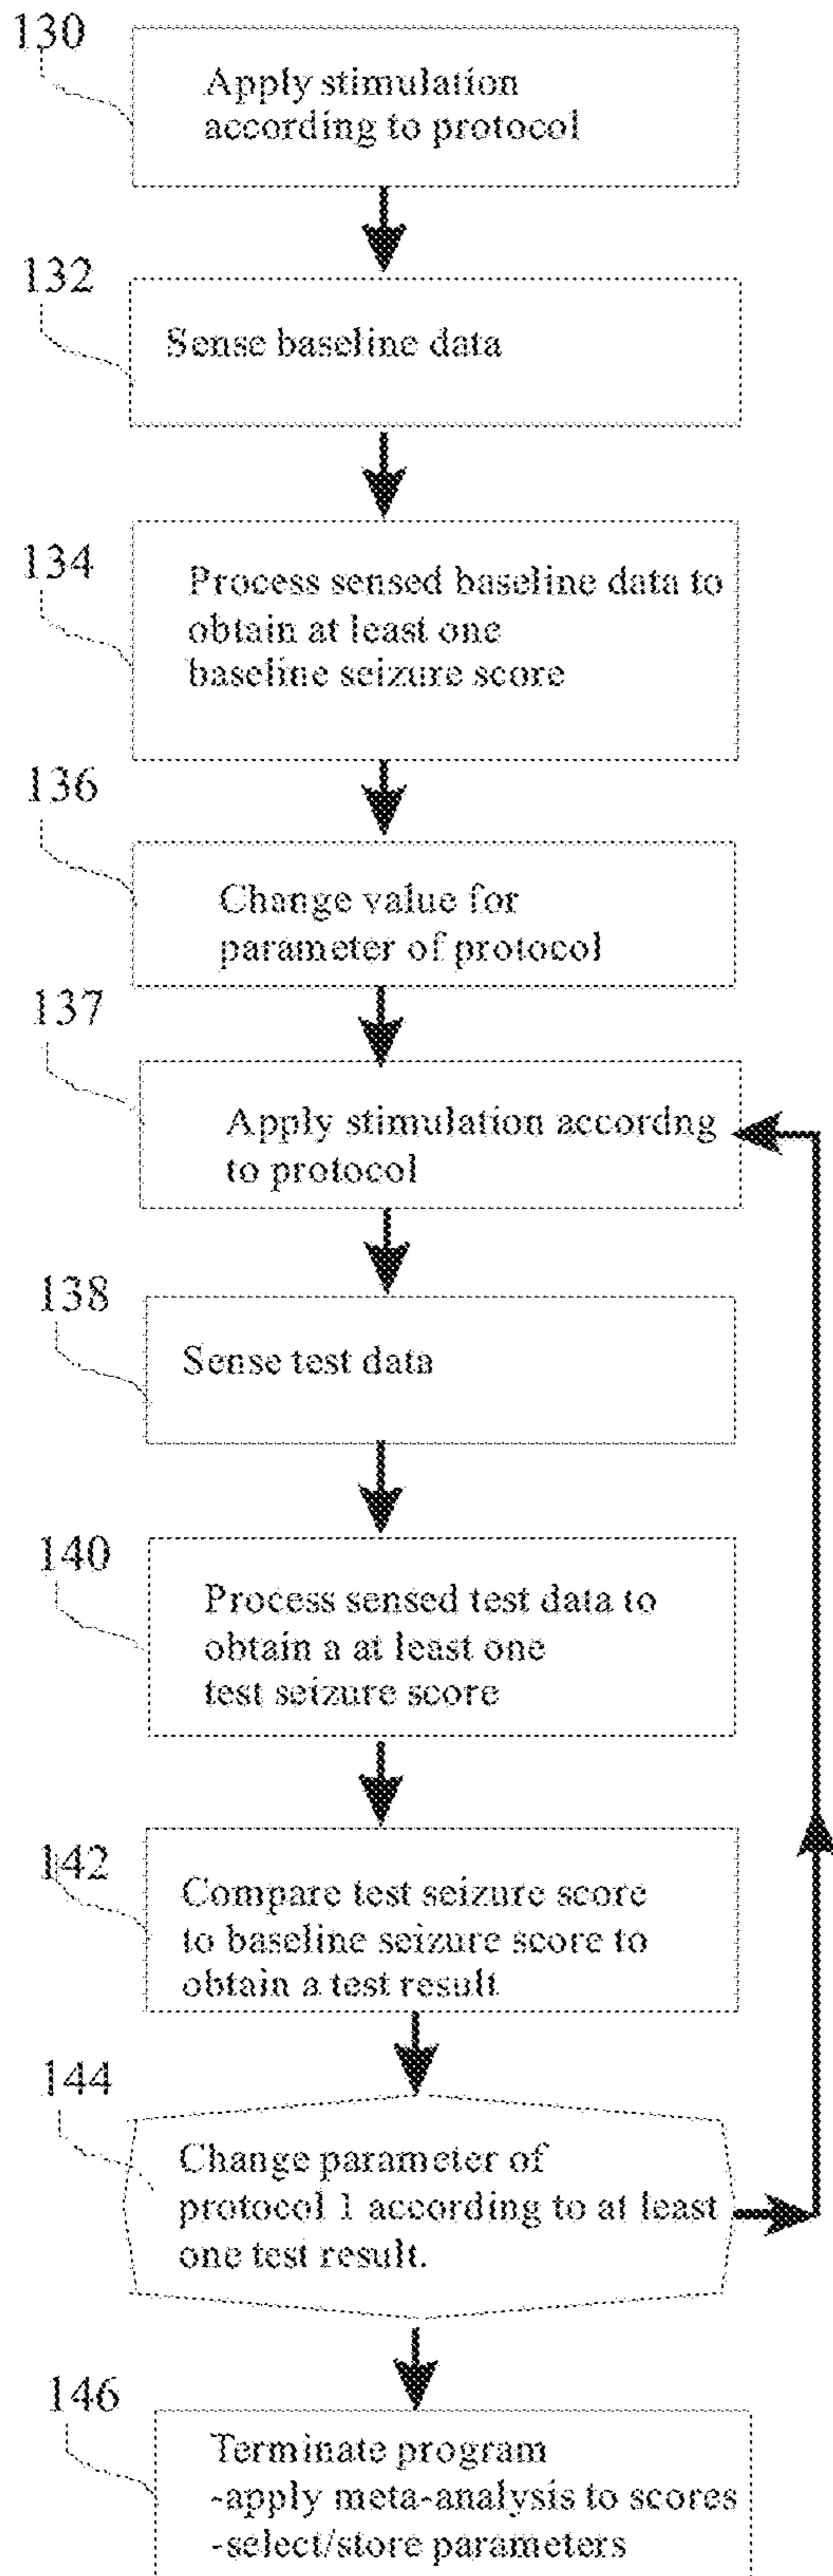 130
Apply stimulation
according to protocol
132
Sense baseline data
134
Process sensed baseline data to
obtain at least one
baseline seizure score
136
Change value for
parameter of protocol
137
Apply stimulation accordng
to protocol
138
Sense test data
140
Process sensed test data to
obtain a at least one
test seizure score
142
Compare test seizure score
to baseline seizure score to
obtain a test result
144
Change parameter of
protocol 1 according to at least
one test result.
146
Terminate program
-apply meta-analysis to scores
-select/store parameters